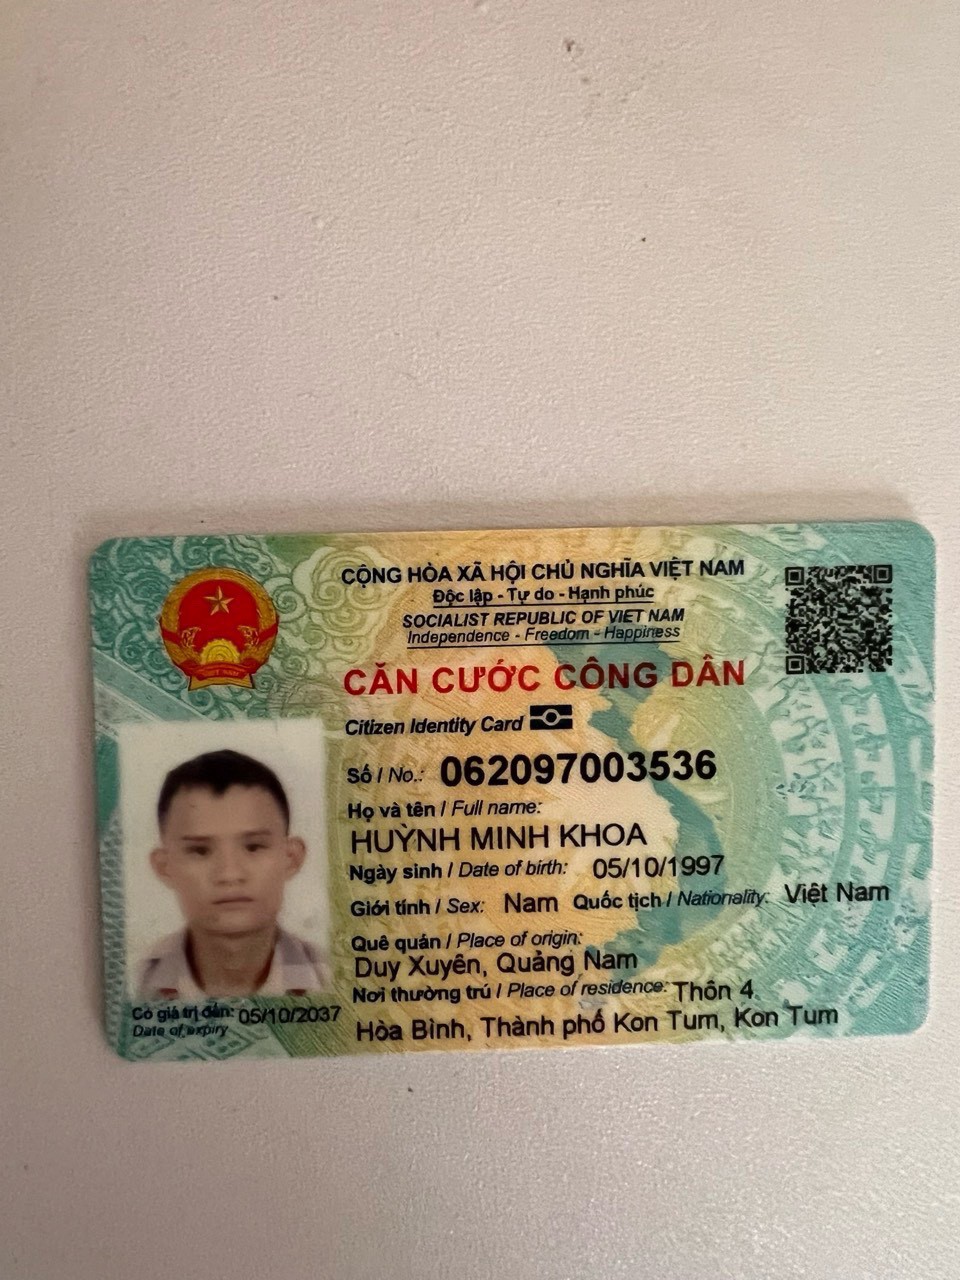 CỘNG HÒA XÃ HỘI CHỦ NGHĨA VIỆT NAM
Độc lập - Tự do - Hạnh phúc
SOCIALIST REPUBLIC OF VIET NAM
Independence - Freedom - Happiness
CĂN CƯỚC CÔNG DÂN
Citizen Identity Card
Số / No.: 062097003536
Họ và tên / Full name:
HUỲNH MINH KHOA
Ngày sinh / Date of birth: 05/10/1997
Giới tính / Sex: Nam Quốc tịch / Nationality: Việt Nam
Quê quán / Place of origin:
Duy Xuyên, Quảng Nam
Nơi thường trú / Place of residence: Thôn 4
Hòa Bình, Thành phố Kon Tum, Kon Tum
Có giá trị đến: 05/10/2037
Date of expiry